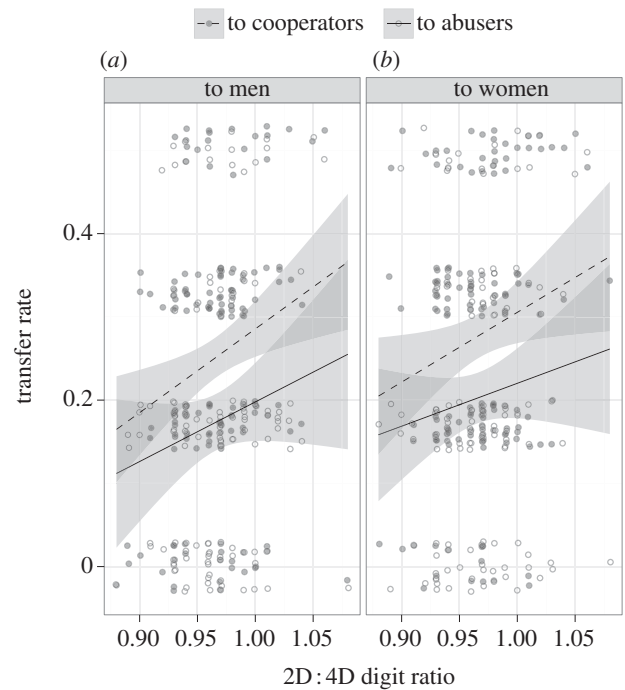 to cooperators to abusers
(a) (b)
to men to women
transfer rate
0.4
0.2
0
0.90 0.95 1.00 1.05 0.90 0.95 1.00 1.05
2D:4D digit ratio